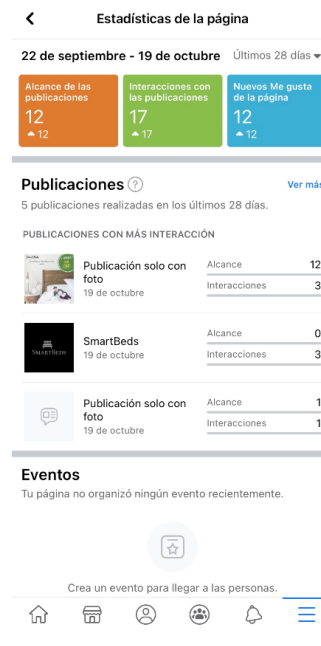 Estadísticas de la página
22 de septiembre - 19 de octubre Últimos 28 días
Alcance de las publicaciones
12
12
Interacciones con las publicaciones
17
17
Nuevos Me gusta de la página
12
12
Publicaciones
Ver más
5 publicaciones realizadas en los últimos 28 días.
PUBLICACIONES CON MÁS INTERACCIÓN
Publicación solo con foto
19 de octubre
Alcance 12
Interacciones 3
SMARTBEDS
SmartBeds
19 de octubre
Alcance 0
Interacciones 3
Publicación solo con foto
19 de octubre
Alcance 1
Interacciones 1
Eventos
Tu página no organizó ningún evento recientemente.
Crea un evento para llegar a las personas.